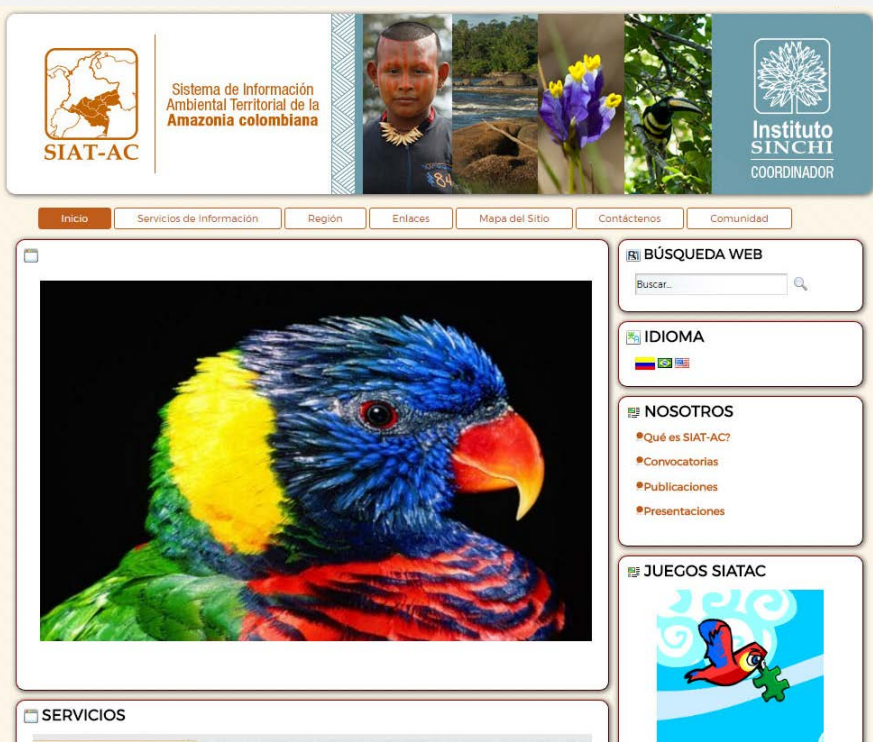 SIAT-AC
Sistema de Información
Ambiental Territorial de la
Amazonia colombiana
84
Instituto
SINCHI
COORDINADOR
Inicio
Servicios de Información
Región
Enlaces
Mapa del Sitio
Contáctenos
Comunidad
BÚSQUEDA WEB
Buscar...
IDIOMA
NOSOTROS
Qué es SIAT-AC?
Convocatorias
Publicaciones
Presentaciones
JUEGOS SIATAC
SERVICIOS